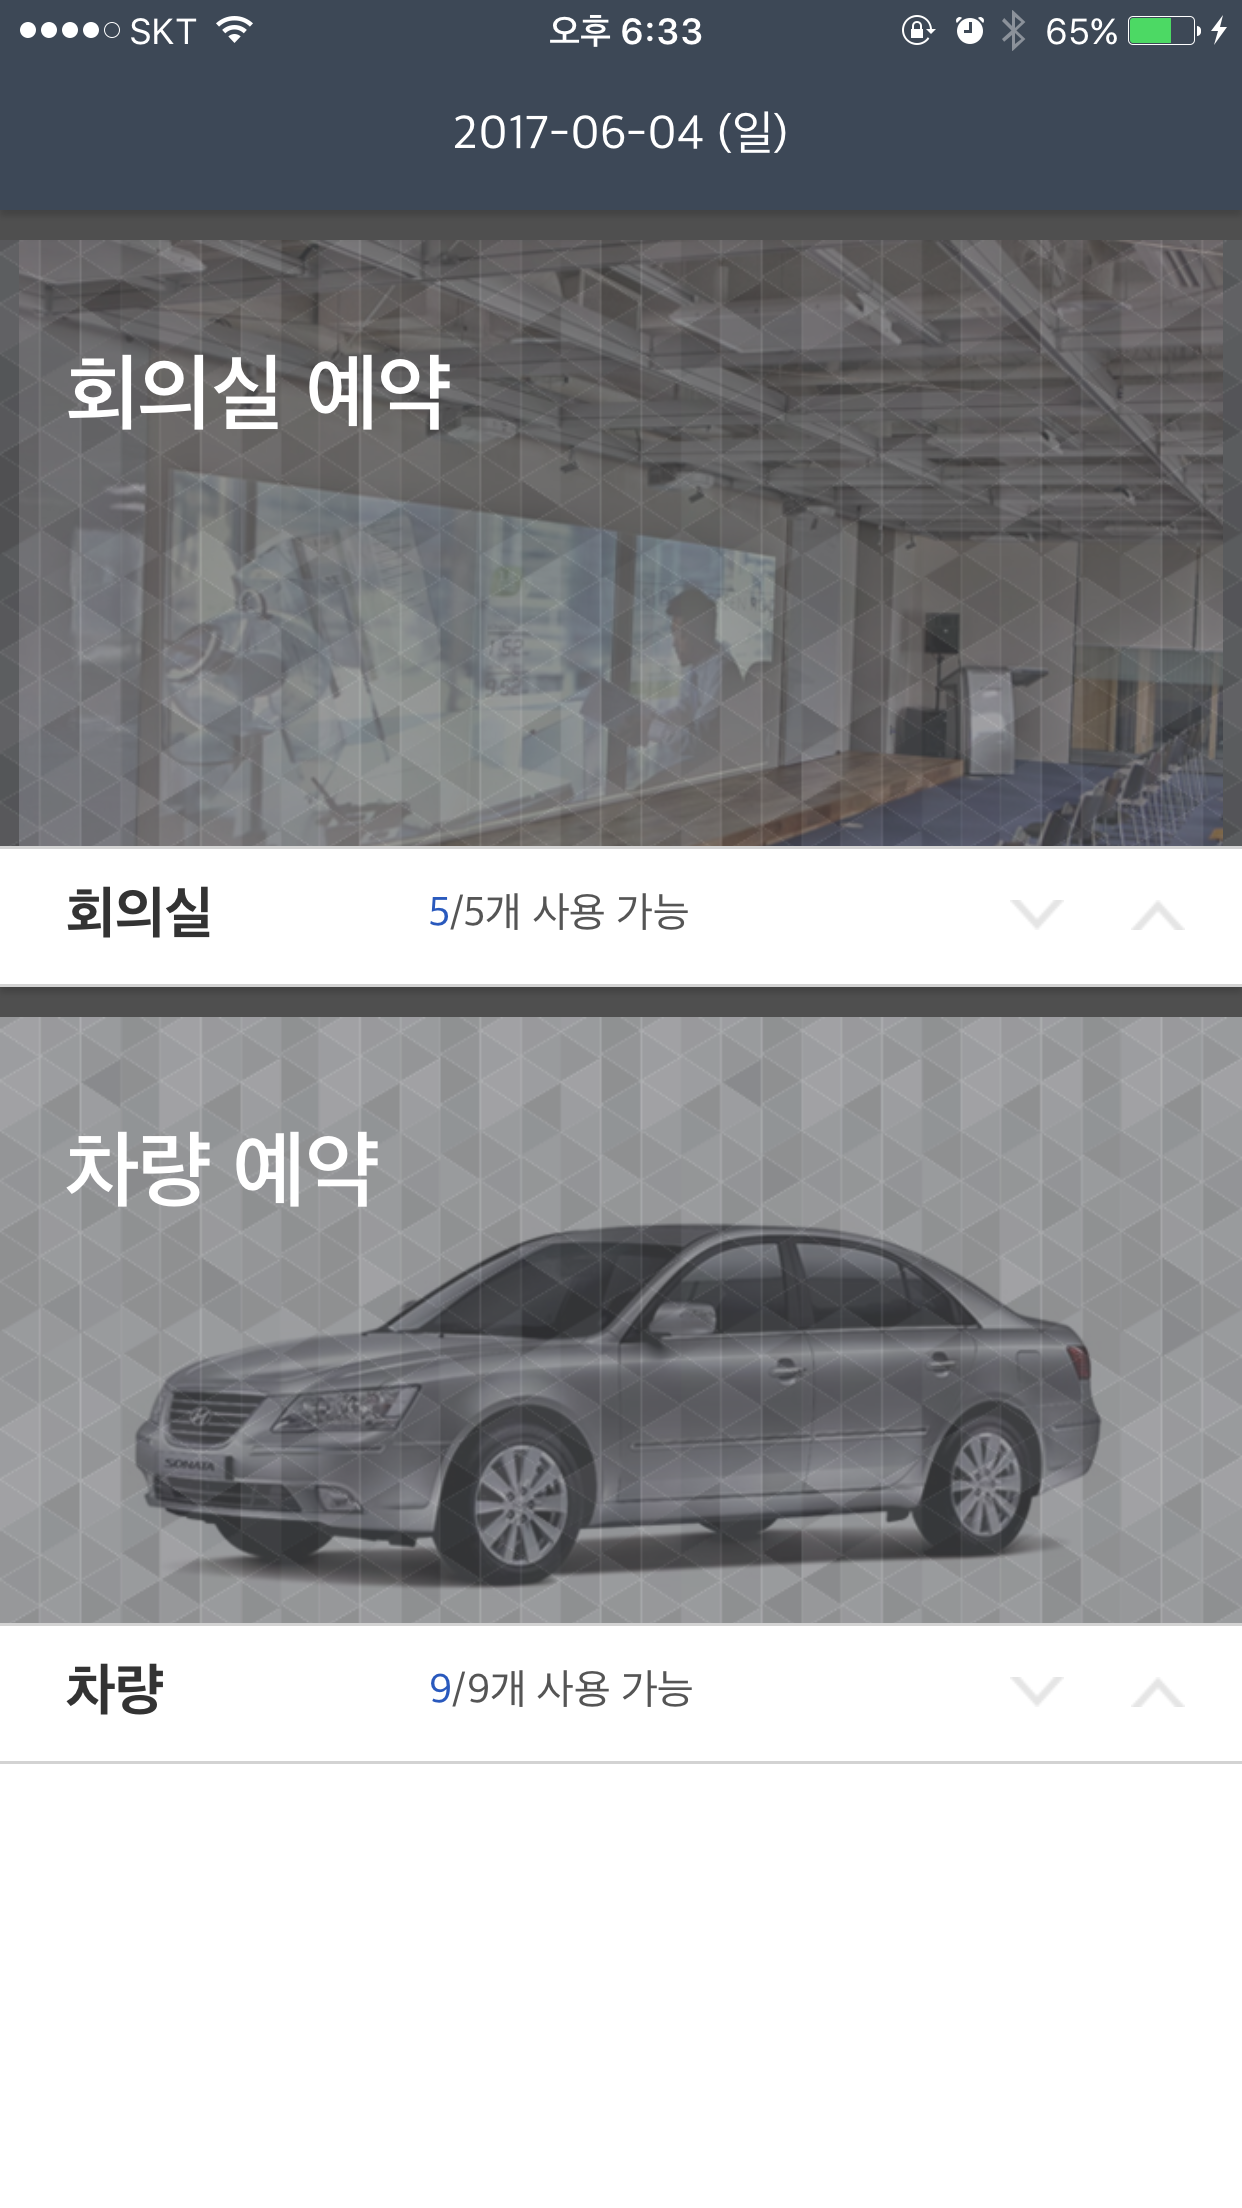 SKT 오후 6:33 65%
2017-06-04 (일)
회의실 예약
회의실 5/5개 사용 가능
차량 예약
SONATA
차량 9/9개 사용 가능